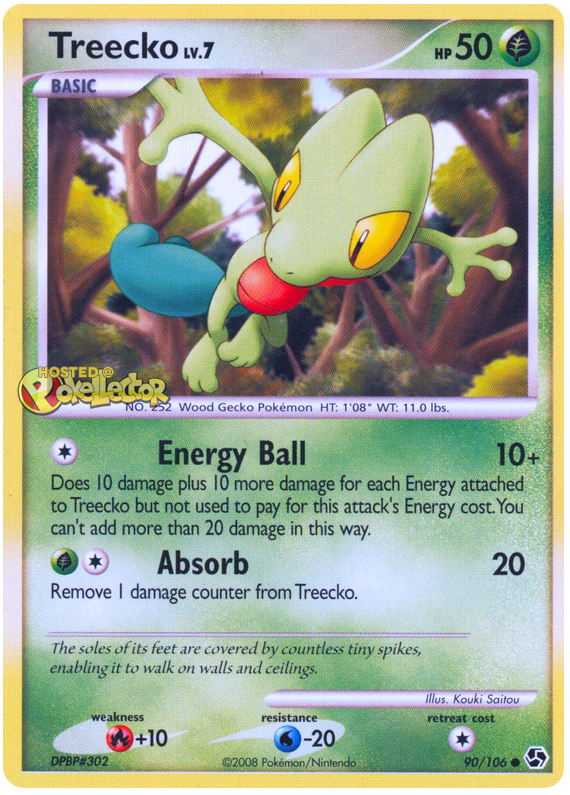 Treecko LV.7 HP 50
BASIC
HOSTED @
Pokellector
NO. 252 Wood Gecko Pokémon HT: 1'08" WT: 11.0 lbs.
Energy Ball 10+
Does 10 damage plus 10 more damage for each Energy attached
to Treecko but not used to pay for this attack's Energy cost. You
can't add more than 20 damage in this way.
Absorb 20
Remove 1 damage counter from Treecko.
The soles of its feet are covered by countless tiny spikes,
enabling it to walk on walls and ceilings.
Illus. Kouki Saitou
weakness resistance retreat cost
+10 -20
DPBP#302 ©2008 Pokémon/Nintendo 90/106